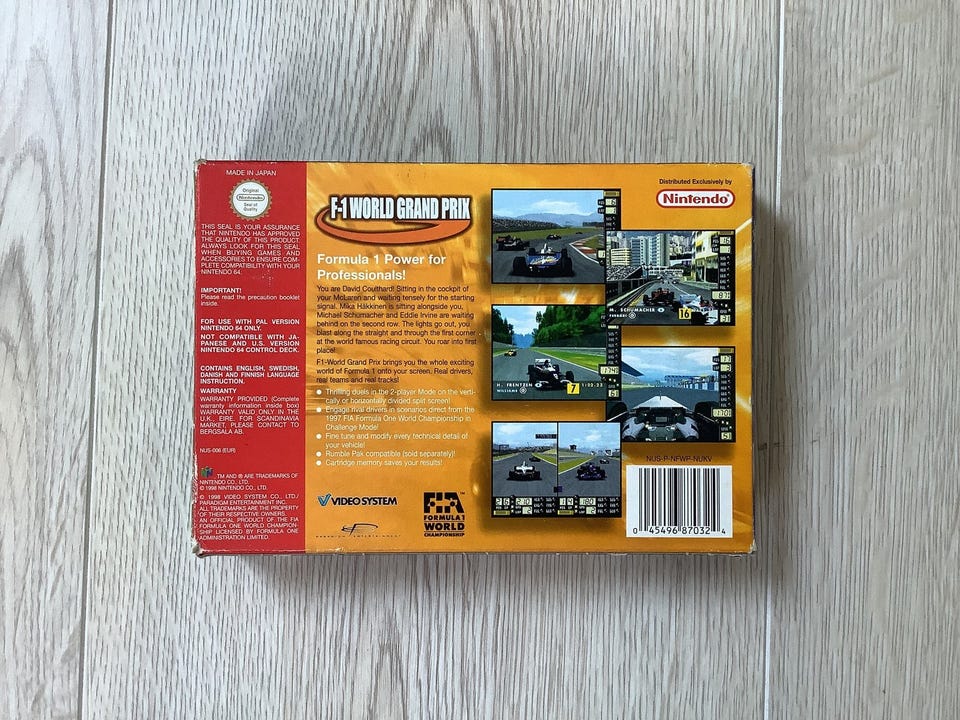 MADE IN JAPAN
Original
Nintendo
Seal of
Quality
THIS SEAL IS YOUR ASSURANCE
THAT NINTENDO HAS APPROVED
THE QUALITY OF THIS PRODUCT.
ALWAYS LOOK FOR THIS SEAL
WHEN BUYING GAMES AND
ACCESSORIES TO ENSURE COM-
PLETE COMPATIBILITY WITH YOUR
NINTENDO 64.
IMPORTANT!
Please read the precaution booklet
inside.
FOR USE WITH PAL VERSION
NINTENDO 64 ONLY.
NOT COMPATIBLE WITH JA-
PANESE AND U.S. VERSION
NINTENDO 64 CONTROL DECK.
CONTAINS ENGLISH, SWEDISH,
DANISH AND FINNISH LANGUAGE
INSTRUCTION.
WARRANTY
WARRANTY PROVIDED (Complete
warranty information inside box)
WARRANTY VALID ONLY IN THE
U.K., EIRE. FOR SCANDINAVIA
MARKET, PLEASE CONTACT TO
BERGSALA AB.
NUS-006 (EUR)
TM AND ® ARE TRADEMARKS OF
NINTENDO CO., LTD.
© 1998 NINTENDO CO., LTD.
© 1998 VIDEO SYSTEM CO., LTD./
PARADIGM ENTERTAINMENT INC.
ALL TRADEMARKS ARE THE PROPERTY
OF THEIR RESPECTIVE OWNERS.
AN OFFICIAL PRODUCT OF THE FIA
FORMULA ONE WORLD CHAMPION-
SHIP LICENSED BY FORMULA ONE
ADMINISTRATION LIMITED.
F-1 WORLD GRAND PRIX
Formula 1 Power for
Professionals!
You are David Coulthard! Sitting in the cockpit of
your McLaren and waiting tensely for the starting
signal. Mika Häkkinen is sitting alongside you,
Michael Schumacher and Eddie Irvine are waiting
behind on the second row. The lights go out, you
blast along the straight and through the first corner
at the world famous racing circuit. You roar into first
place!
F1-World Grand Prix brings you the whole exciting
world of Formula 1 onto your screen. Real drivers,
real teams and real tracks!
● Thrilling duels in the 2-player Mode on the verti-
cally or horizontally divided split screen!
● Engage rival drivers in scenarios direct from the
1997 FIA Formula One World Championship in
Challenge Mode!
● Fine tune and modify every technical detail of
your vehicle!
● Rumble Pak compatible (sold separately)!
● Cartridge memory saves your results!
VIDEO SYSTEM
PARADIGM ENTERTAINMENT
FIA™
FORMULA 1
WORLD
CHAMPIONSHIP
Distributed Exclusively by
Nintendo®
M. SCHUMACHER
FERRARI
16
H. FRENTZEN
WILLIAMS
7
NUS-P-NFWP-NUKV
0 45496 87032 4